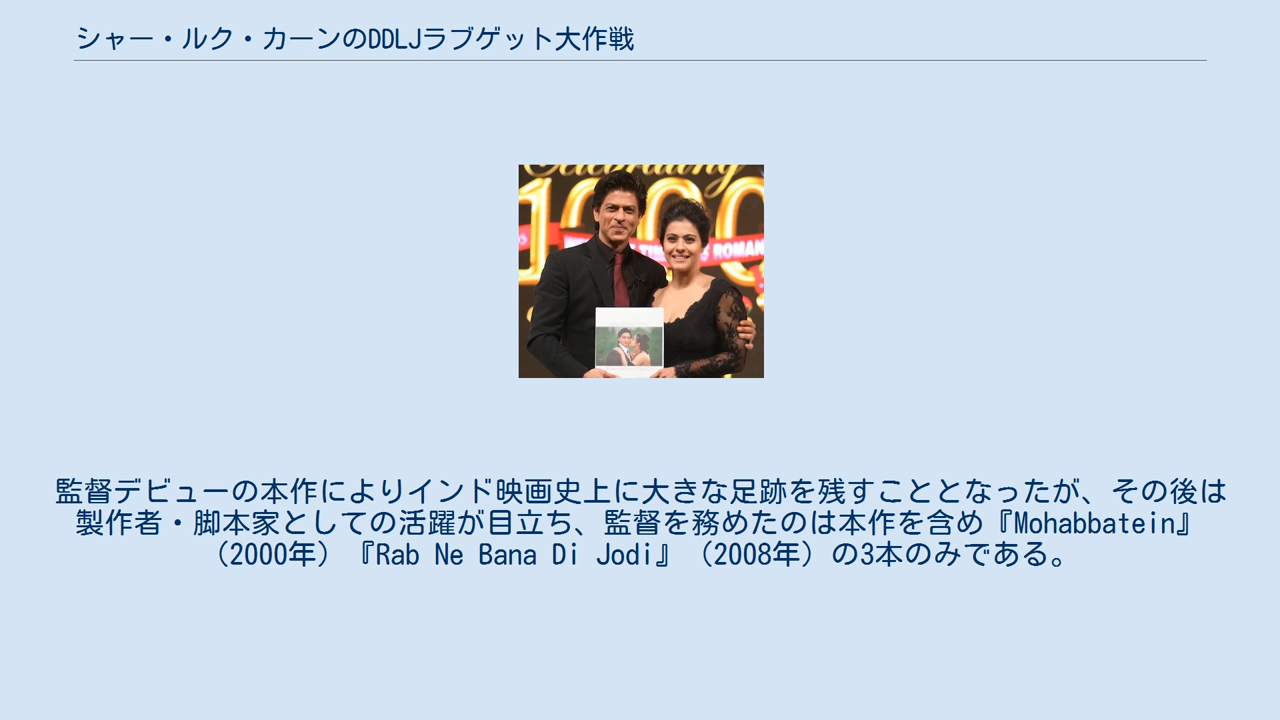 シャー・ルク・カーンのDDLJラブゲット大作戦
Celebrating
監督デビューの本作によりインド映画史上に大きな足跡を残すこととなったが、その後は
製作者・脚本家としての活躍が目立ち、監督を務めたのは本作を含め『Mohabbatein』
（2000年）『Rab Ne Bana Di Jodi』（2008年）の3本のみである。